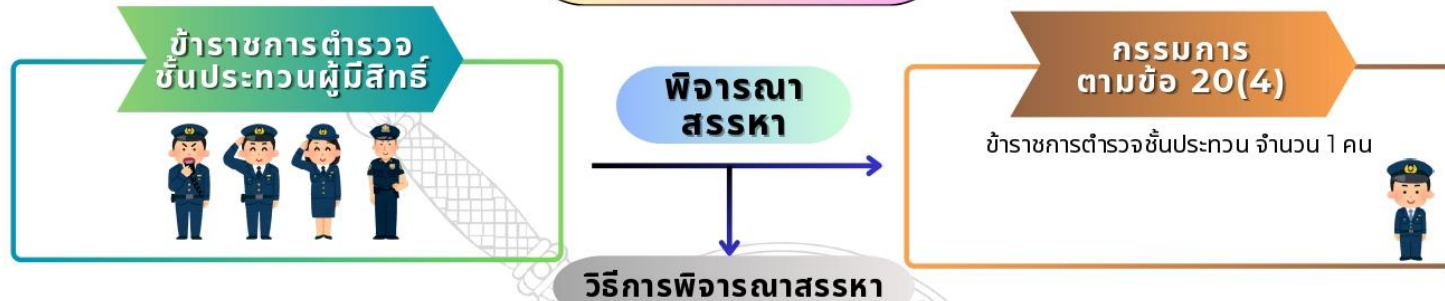 ข้าราชการตำรวจ
ชั้นประทวนผู้มีสิทธิ์
พิจารณา
สรรหา
กรรมการ
ตามข้อ 20(4)
ข้าราชการตำรวจชั้นประทวน จำนวน 1 คน
วิธีการพิจารณาสรรหา